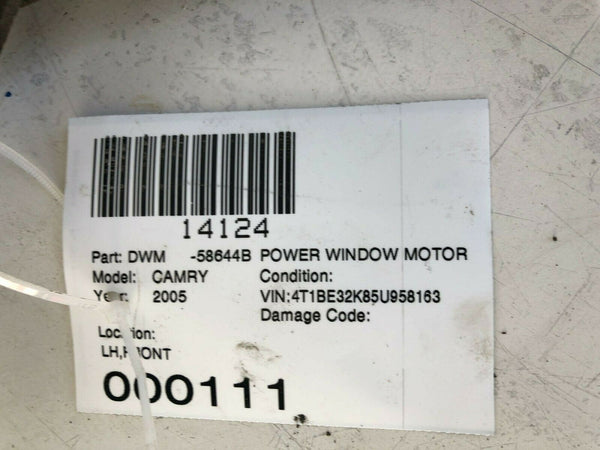 14124
Part: DWM -58644B POWER WINDOW MOTOR
Model: CAMRY Condition:
Year: 2005 VIN:4T1BE32K85U958163
Damage Code:
Location:
LH,FRONT
000111